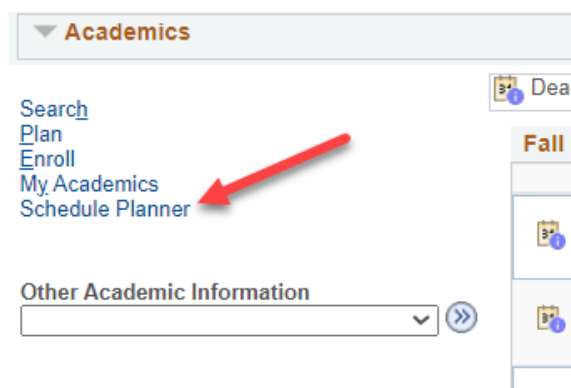 Academics
Search
Plan
Enroll
My Academics
Schedule Planner
Other Academic Information
Fall